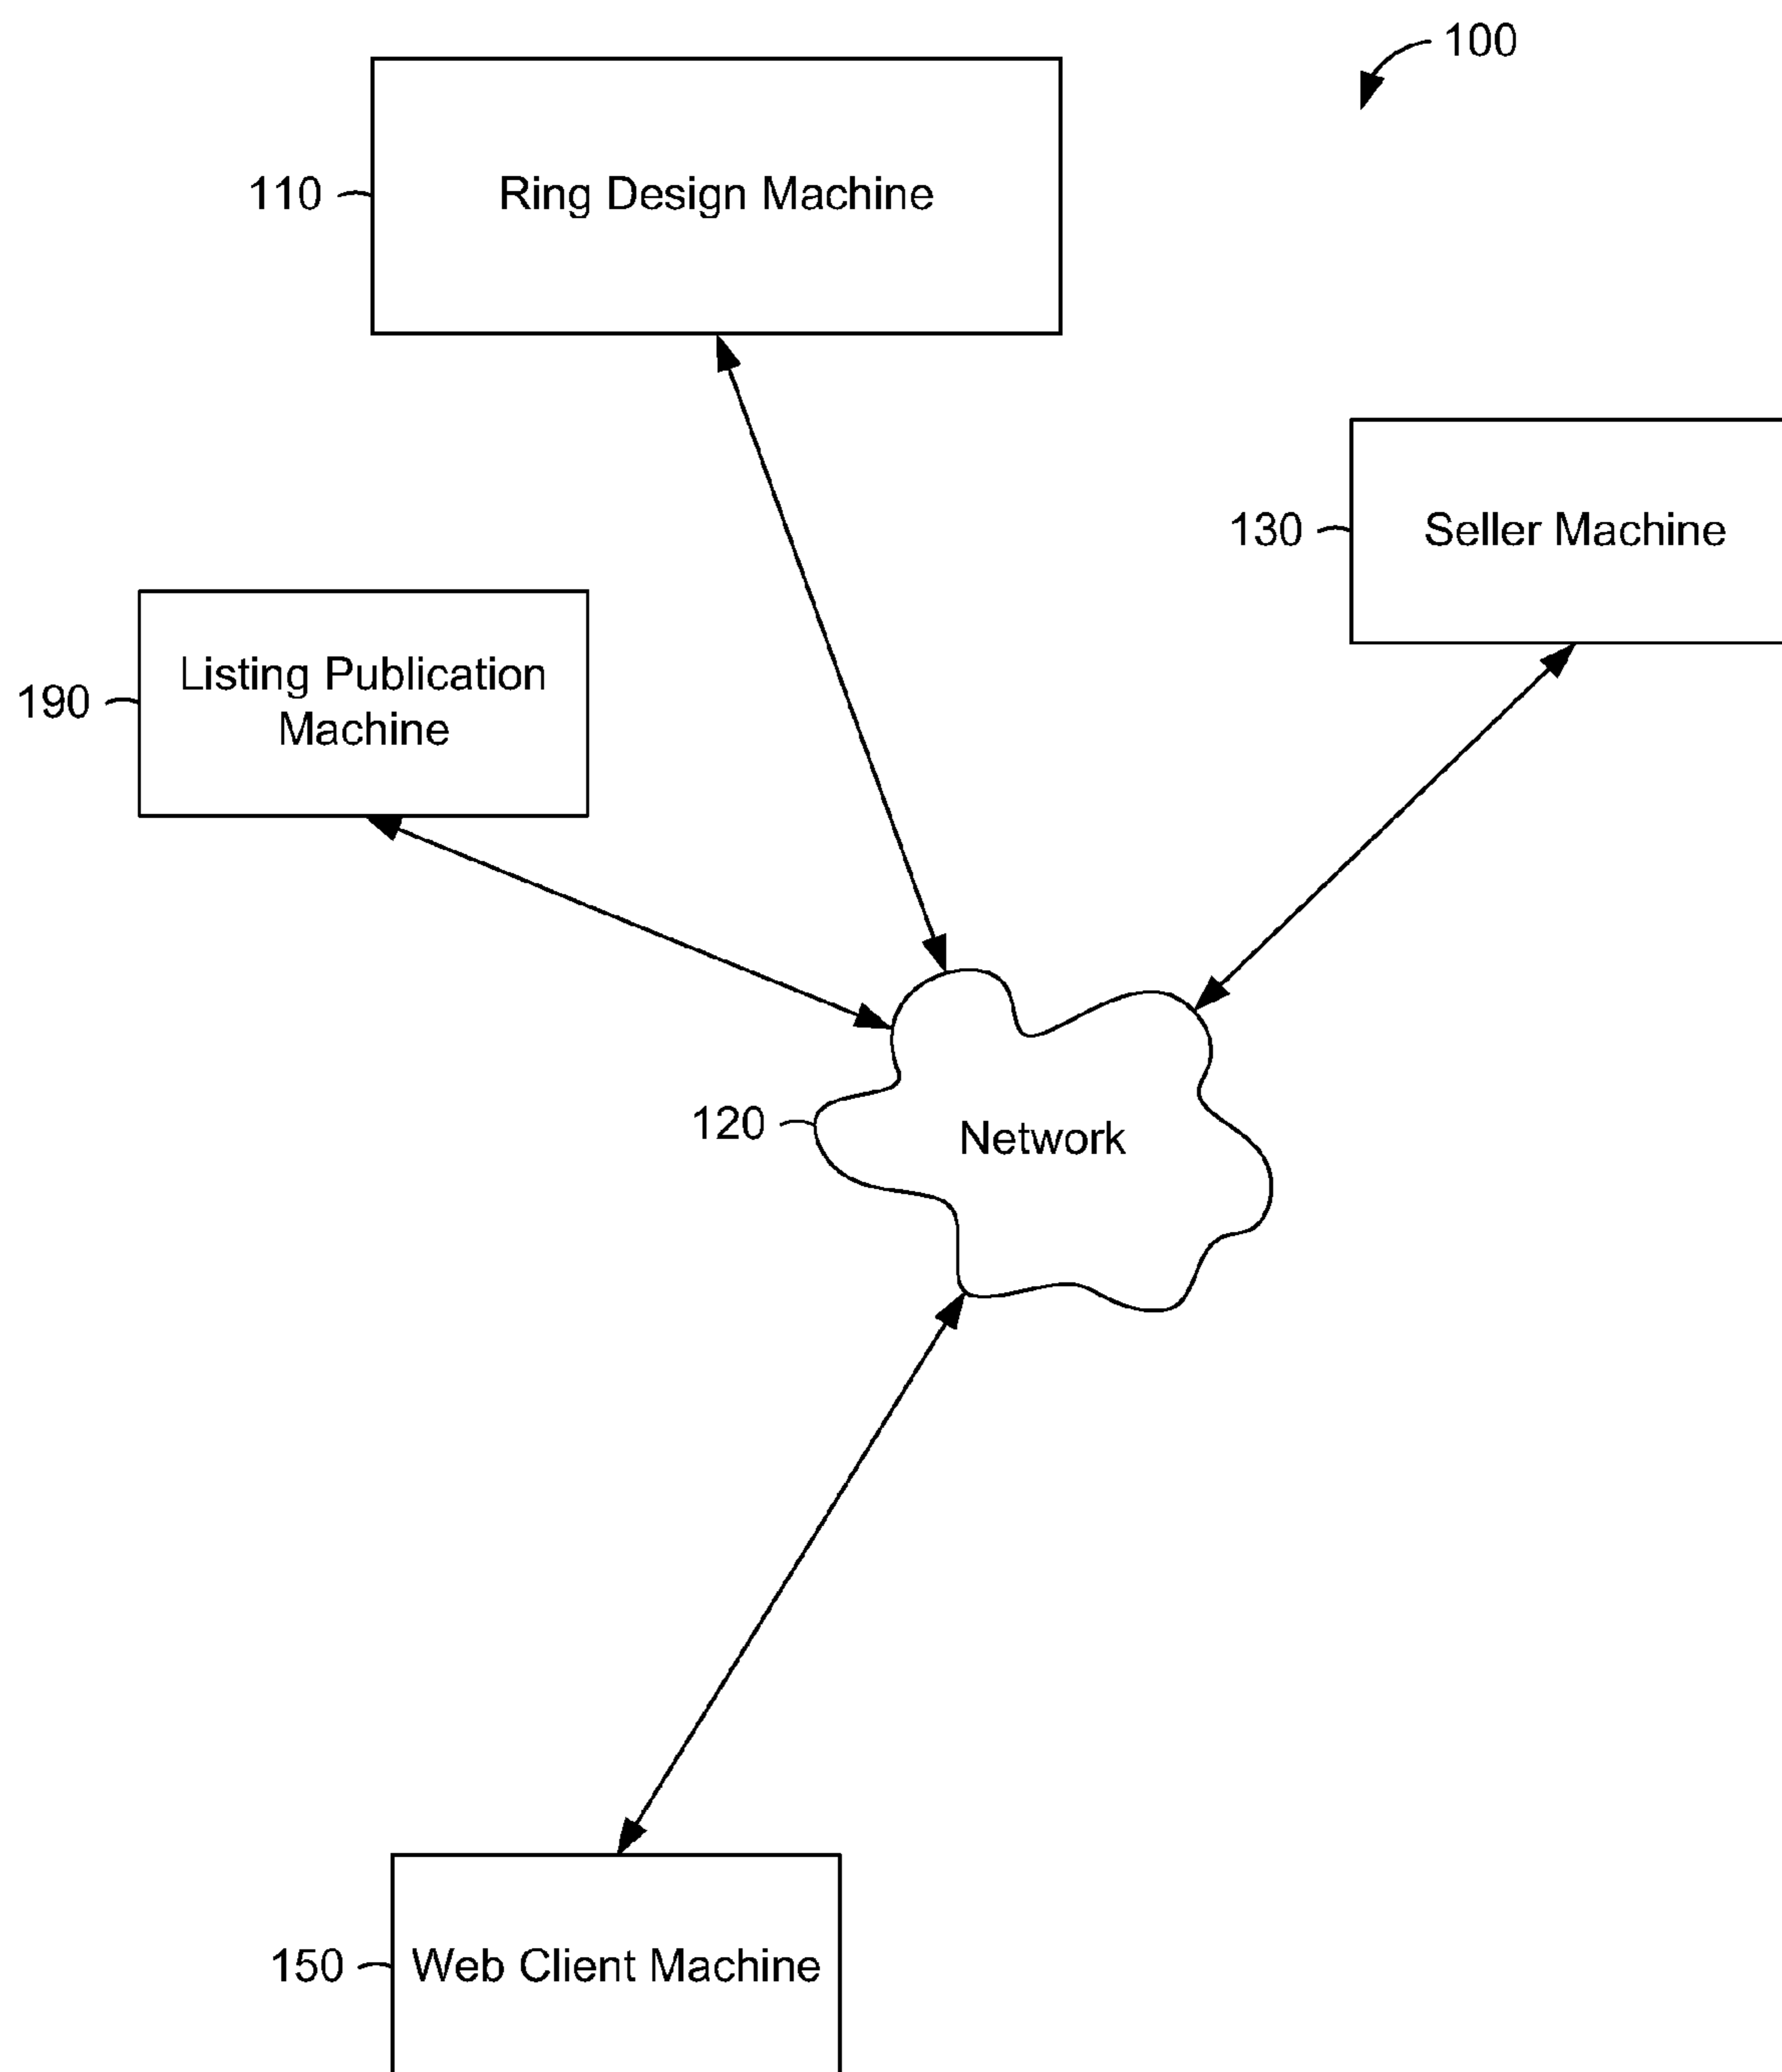 100
110
Ring Design Machine
130
Seller Machine
190
Listing Publication
Machine
120
Network
150
Web Client Machine